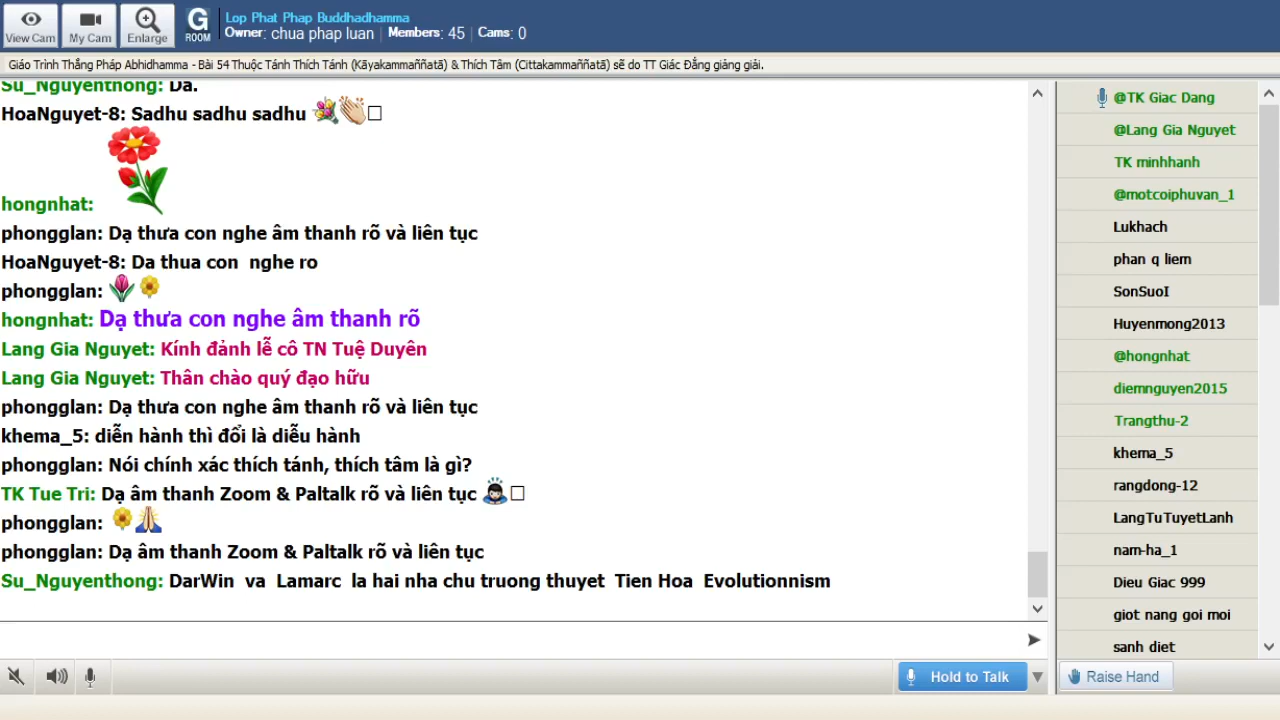 View Cam
My Cam
Enlarge
G
ROOM
Lop Phat Phap Buddhadhamma
Owner: chua phap luan Members: 45 Cams: 0
Giáo Trình Thắng Pháp Abhidhamma - Bài 54 Thuộc Tánh Thích Tánh (Kāyakammaññatā) & Thích Tâm (Cittakammaññatā) sẽ do TT Giác Đẳng giảng giải.
Su_Nguyenthong: Da.
HoaNguyet-8: Sadhu sadhu sadhu
hongnhat:
phongglan: Dạ thưa con nghe âm thanh rõ và liên tục
HoaNguyet-8: Da thua con nghe ro
phongglan:
hongnhat: Dạ thưa con nghe âm thanh rõ
Lang Gia Nguyet: Kính đảnh lễ cô TN Tuệ Duyên
Lang Gia Nguyet: Thân chào quý đạo hữu
phongglan: Dạ thưa con nghe âm thanh rõ và liên tục
khema_5: diễn hành thì đổi là diễu hành
phongglan: Nói chính xác thích tánh, thích tâm là gì?
TK Tue Tri: Dạ âm thanh Zoom & Paltalk rõ và liên tục
phongglan:
phongglan: Dạ âm thanh Zoom & Paltalk rõ và liên tục
Su_Nguyenthong: DarWin va Lamarc la hai nha chu truong thuyet Tien Hoa Evolutionnism
@TK Giac Dang
@Lang Gia Nguyet
TK minhhanh
@motcoiphuvan_1
Lukhach
phan q liem
SonSuoI
Huyenmong2013
@hongnhat
diemnguyen2015
Trangthu-2
khema_5
rangdong-12
LangTuTuyetLanh
nam-ha_1
Dieu Giac 999
giot nang goi moi
sanh diet
Hold to Talk
Raise Hand